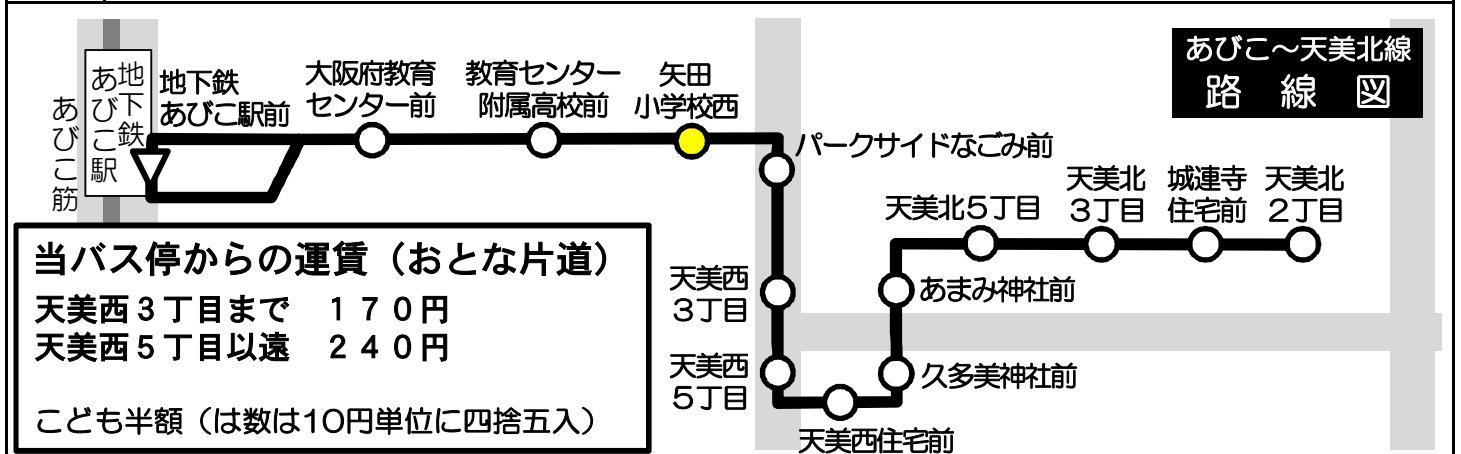 あびこ～天美北線
路線図
あびこ筋
地下鉄
あびこ駅
地下鉄
あびこ駅前
大阪府教育
センター前
教育センター
附属高校前
矢田
小学校西
パークサイドなごみ前
天美西
3丁目
天美西
5丁目
天美西住宅前
久多美神社前
あまみ神社前
天美北5丁目
天美北
3丁目
城連寺
住宅前
天美北
2丁目
当バス停からの運賃（おとな片道）
天美西３丁目まで　１７０円
天美西５丁目以遠　２４０円
こども半額（は数は10円単位に四捨五入）